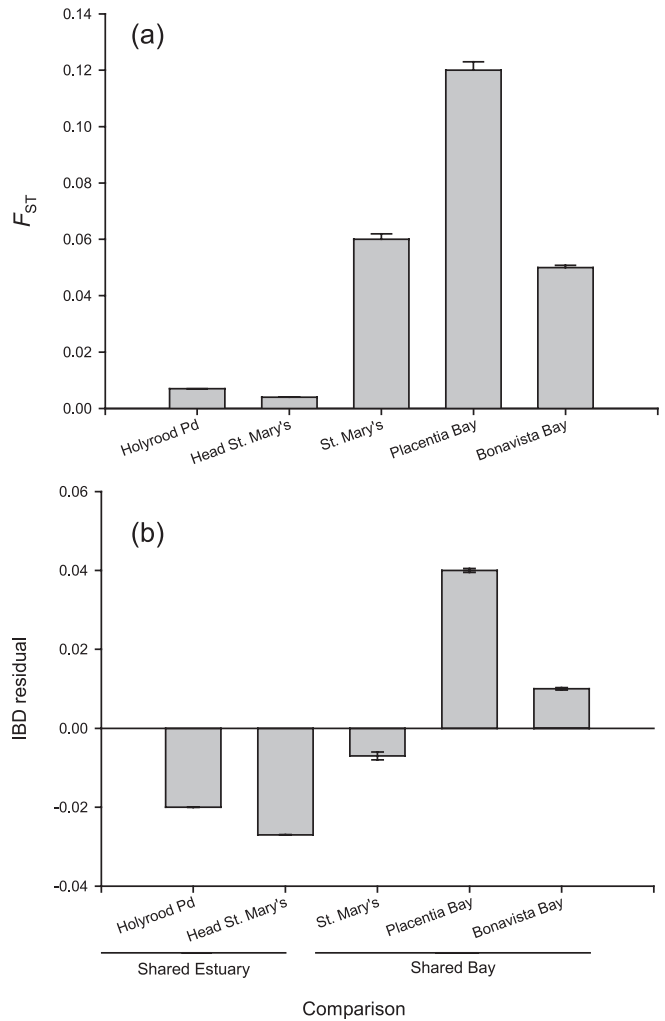 (a)
0.14
0.12
0.10
0.08
0.06
0.04
0.02
0.00
FST
Holyrood Pd
Head St. Mary's
St. Mary's
Placentia Bay
Bonavista Bay
(b)
0.06
0.04
0.02
0.00
-0.02
-0.04
IBD residual
Holyrood Pd
Head St. Mary's
St. Mary's
Placentia Bay
Bonavista Bay
Shared Estuary
Shared Bay
Comparison